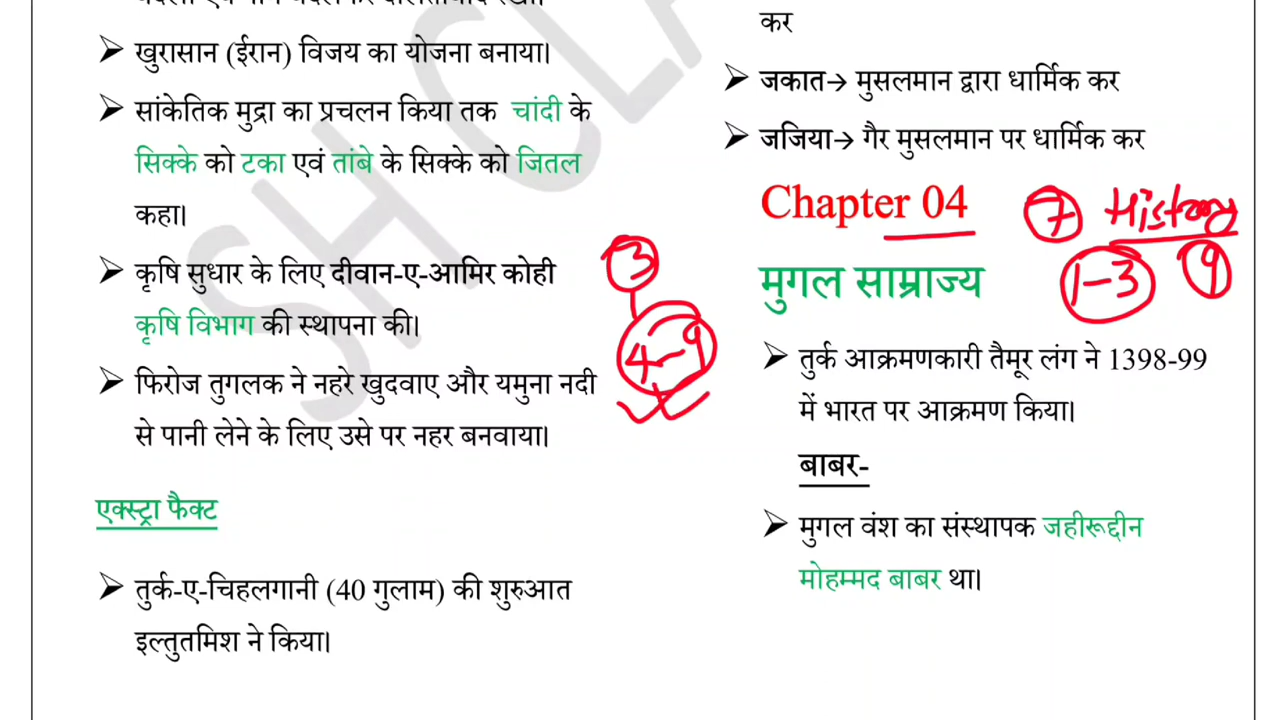 खुरासान (ईरान) विजय का योजना बनाया।
सांकेतिक मुद्रा का प्रचलन किया तक चांदी के
सिक्के को टका एवं तांबे के सिक्के को जितल
कहा।
कृषि सुधार के लिए दीवान-ए-आमिर कोही
कृषि विभाग की स्थापना की।
फिरोज तुगलक ने नहरे खुदवाए और यमुना नदी
से पानी लेने के लिए उसे पर नहर बनवाया।
एक्स्ट्रा फैक्ट
तुर्क-ए-चिहलगानी (40 गुलाम) की शुरुआत
इल्तुतमिश ने किया।
3
4-9
कर
जकात→ मुसलमान द्वारा धार्मिक कर
जजिया→ गैर मुसलमान पर धार्मिक कर
Chapter 04
7 History
मुगल साम्राज्य
1-3 9
तुर्क आक्रमणकारी तैमूर लंग ने 1398-99
में भारत पर आक्रमण किया।
बाबर-
मुगल वंश का संस्थापक जहीरूद्दीन
मोहम्मद बाबर था।
SH CLA